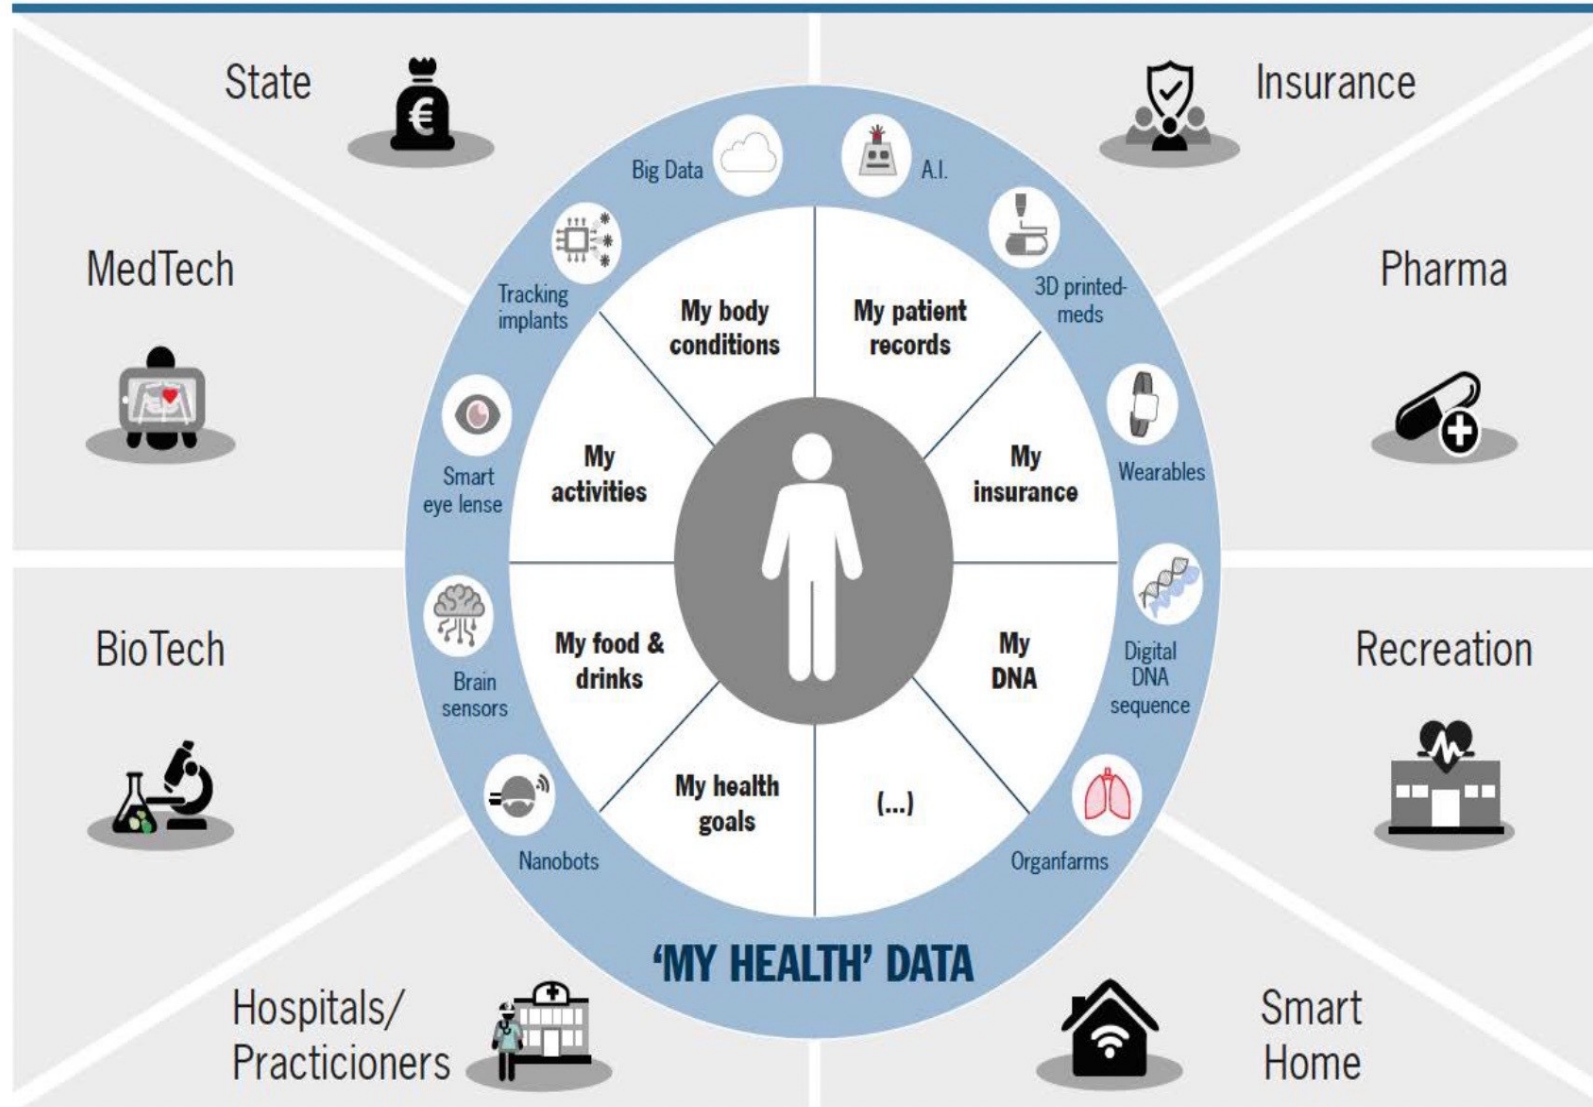 State
€
Insurance
Big Data
A.I.
MedTech
Pharma
Tracking
implants
3D printed-
meds
My body
conditions
My patient
records
Smart
eye lense
My
activities
My
insurance
Wearables
BioTech
Recreation
Brain
sensors
My food &
drinks
My
DNA
Digital
DNA
sequence
Nanobots
My health
goals
(...)
Organfarms
'MY HEALTH' DATA
Hospitals/
Practicioners
Smart
Home